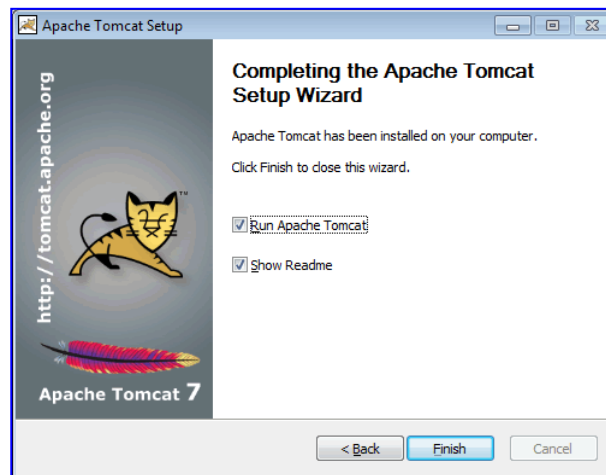 Apache Tomcat Setup
http://tomcat.apache.org
TM
Apache Tomcat 7
Completing the Apache Tomcat
Setup Wizard
Apache Tomcat has been installed on your computer.
Click Finish to close this wizard.
Run Apache Tomcat
Show Readme
< Back
Finish
Cancel